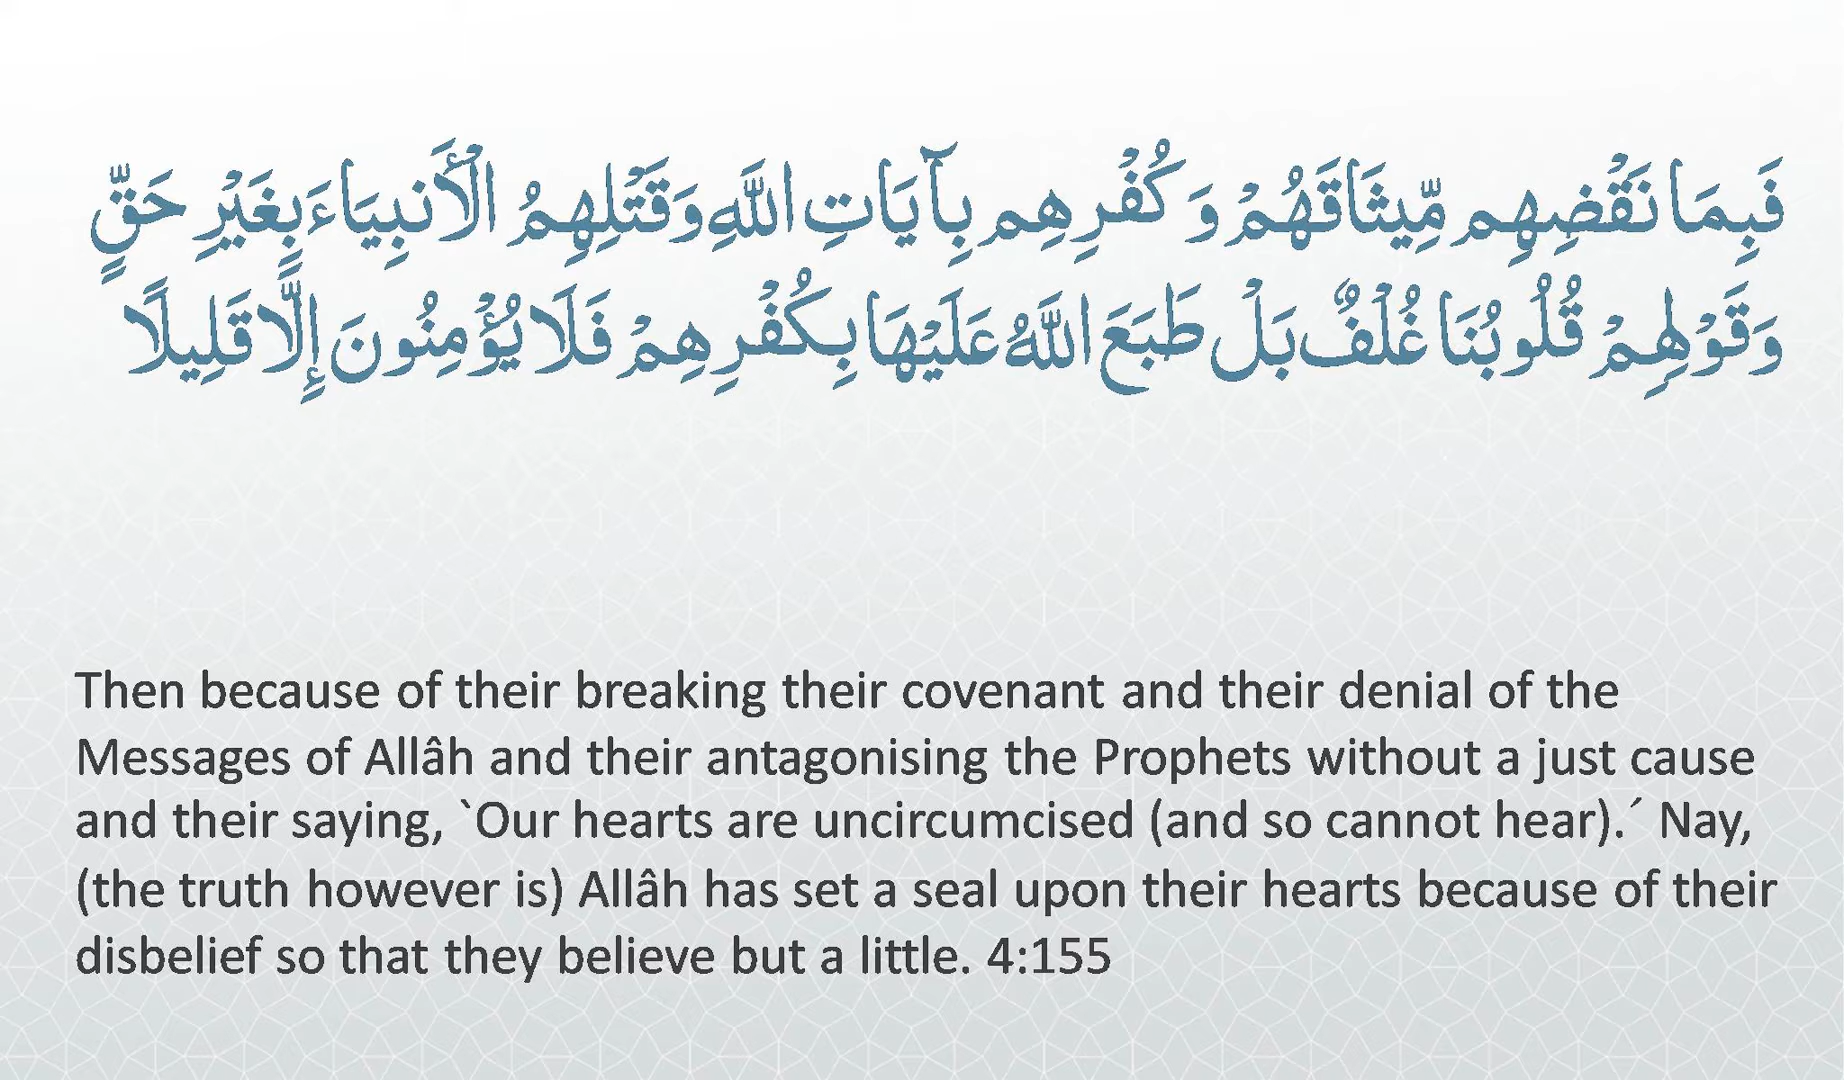 فَبِمَا نَقْضِهِم مِّيثَاقَهُمْ وَكُفْرِهِم بِآيَاتِ اللَّهِ وَقَتْلِهِمُ الْأَنبِيَاءَ بِغَيْرِ حَقٍّ
وَقَوْلِهِمْ قُلُوبُنَا غُلْفٌ بَلْ طَبَعَ اللَّهُ عَلَيْهَا بِكُفْرِهِمْ فَلَا يُؤْمِنُونَ إِلَّا قَلِيلًا
Then because of their breaking their covenant and their denial of the
Messages of Allâh and their antagonising the Prophets without a just cause
and their saying, `Our hearts are uncircumcised (and so cannot hear).´ Nay,
(the truth however is) Allâh has set a seal upon their hearts because of their
disbelief so that they believe but a little. 4:155